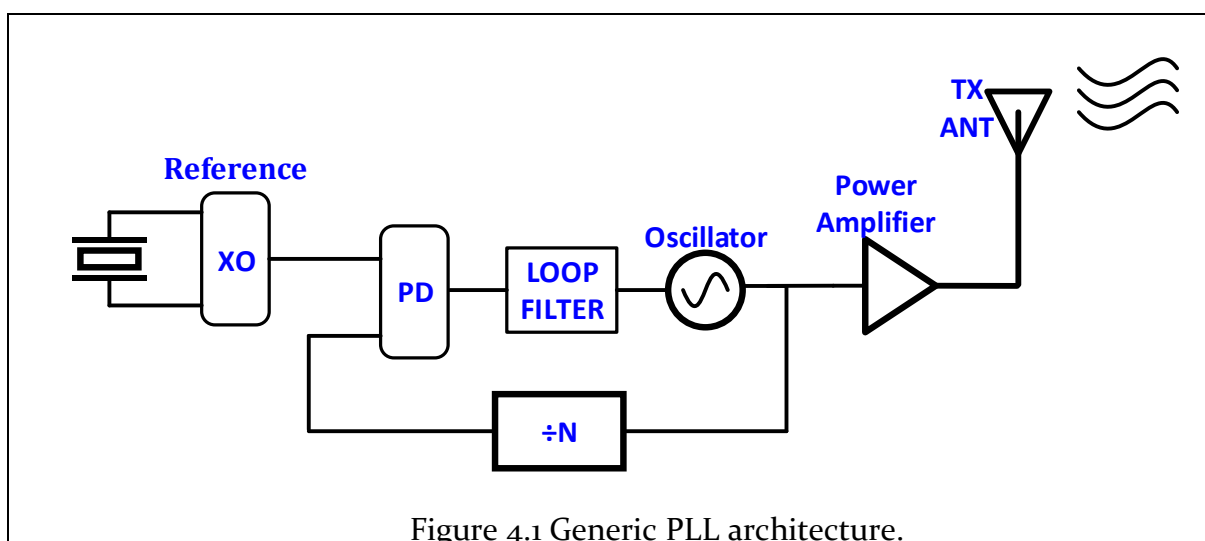 TX
ANT
Reference
Power
Amplifier
Oscillator
XO
PD
LOOP
FILTER
÷N
Figure 4.1 Generic PLL architecture.